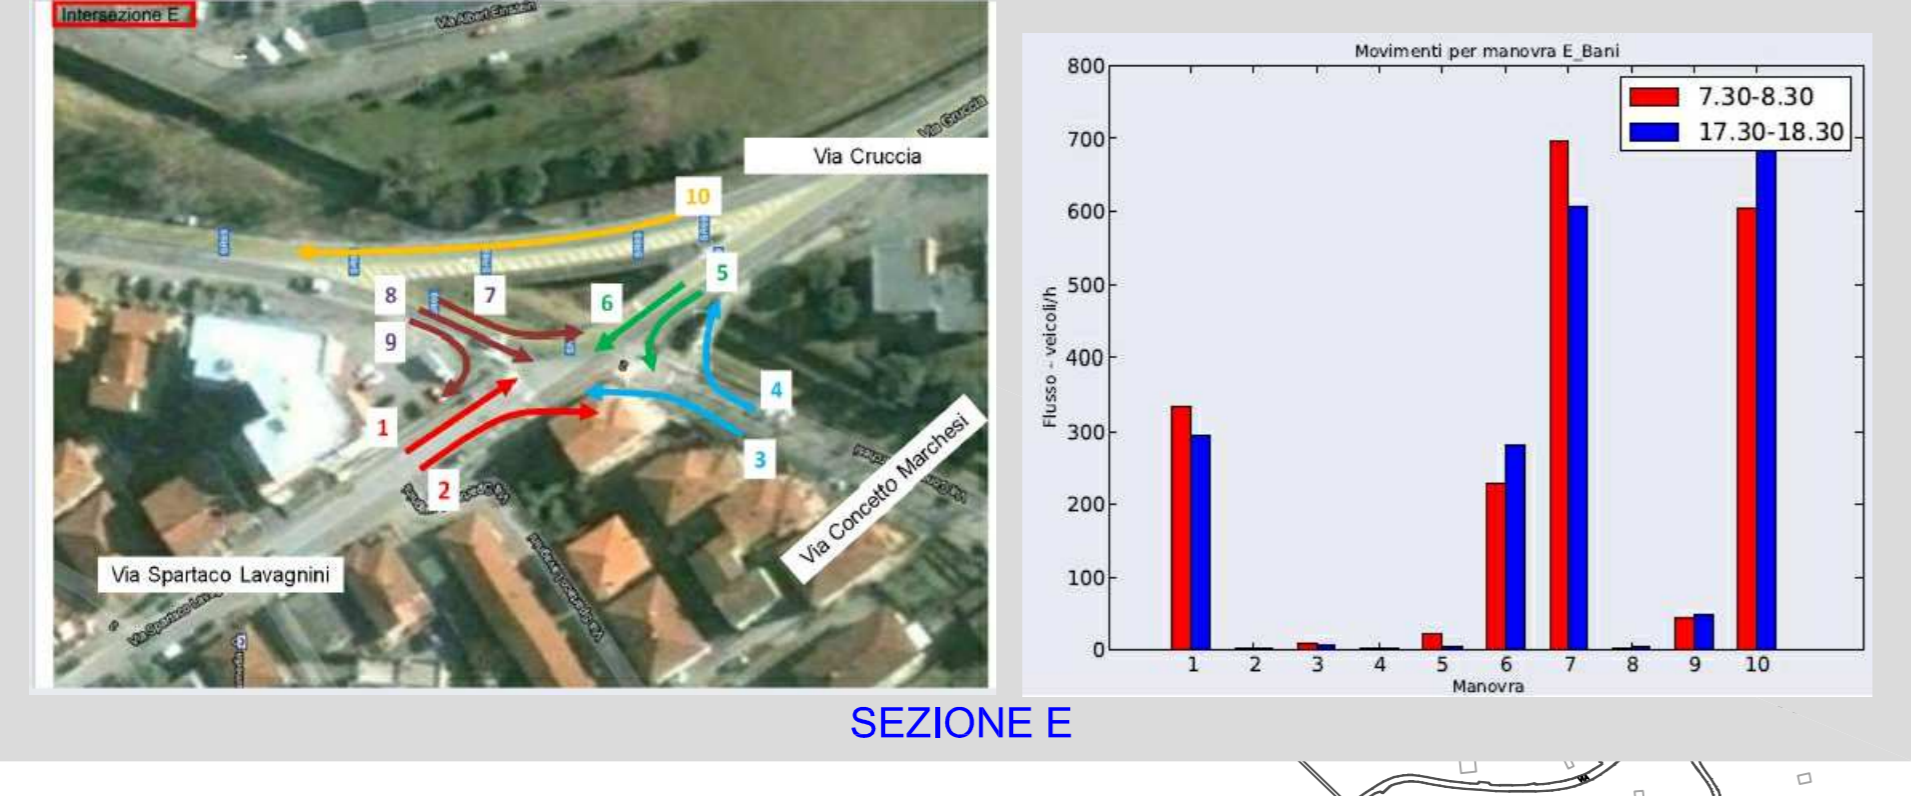 Intersezione E
Via Albert Einstein
Via Gruccia
Via Cruccia
10
5
6
7
8
9
4
1
3
2
Via Concetto Marchesi
Via Spartaco Lavagnini
Movimenti per manovra E_Bani
7.30-8.30
17.30-18.30
Flusso - veicoli/h
800
700
600
500
400
300
200
100
0
1 2 3 4 5 6 7 8 9 10
Manovra
SEZIONE E